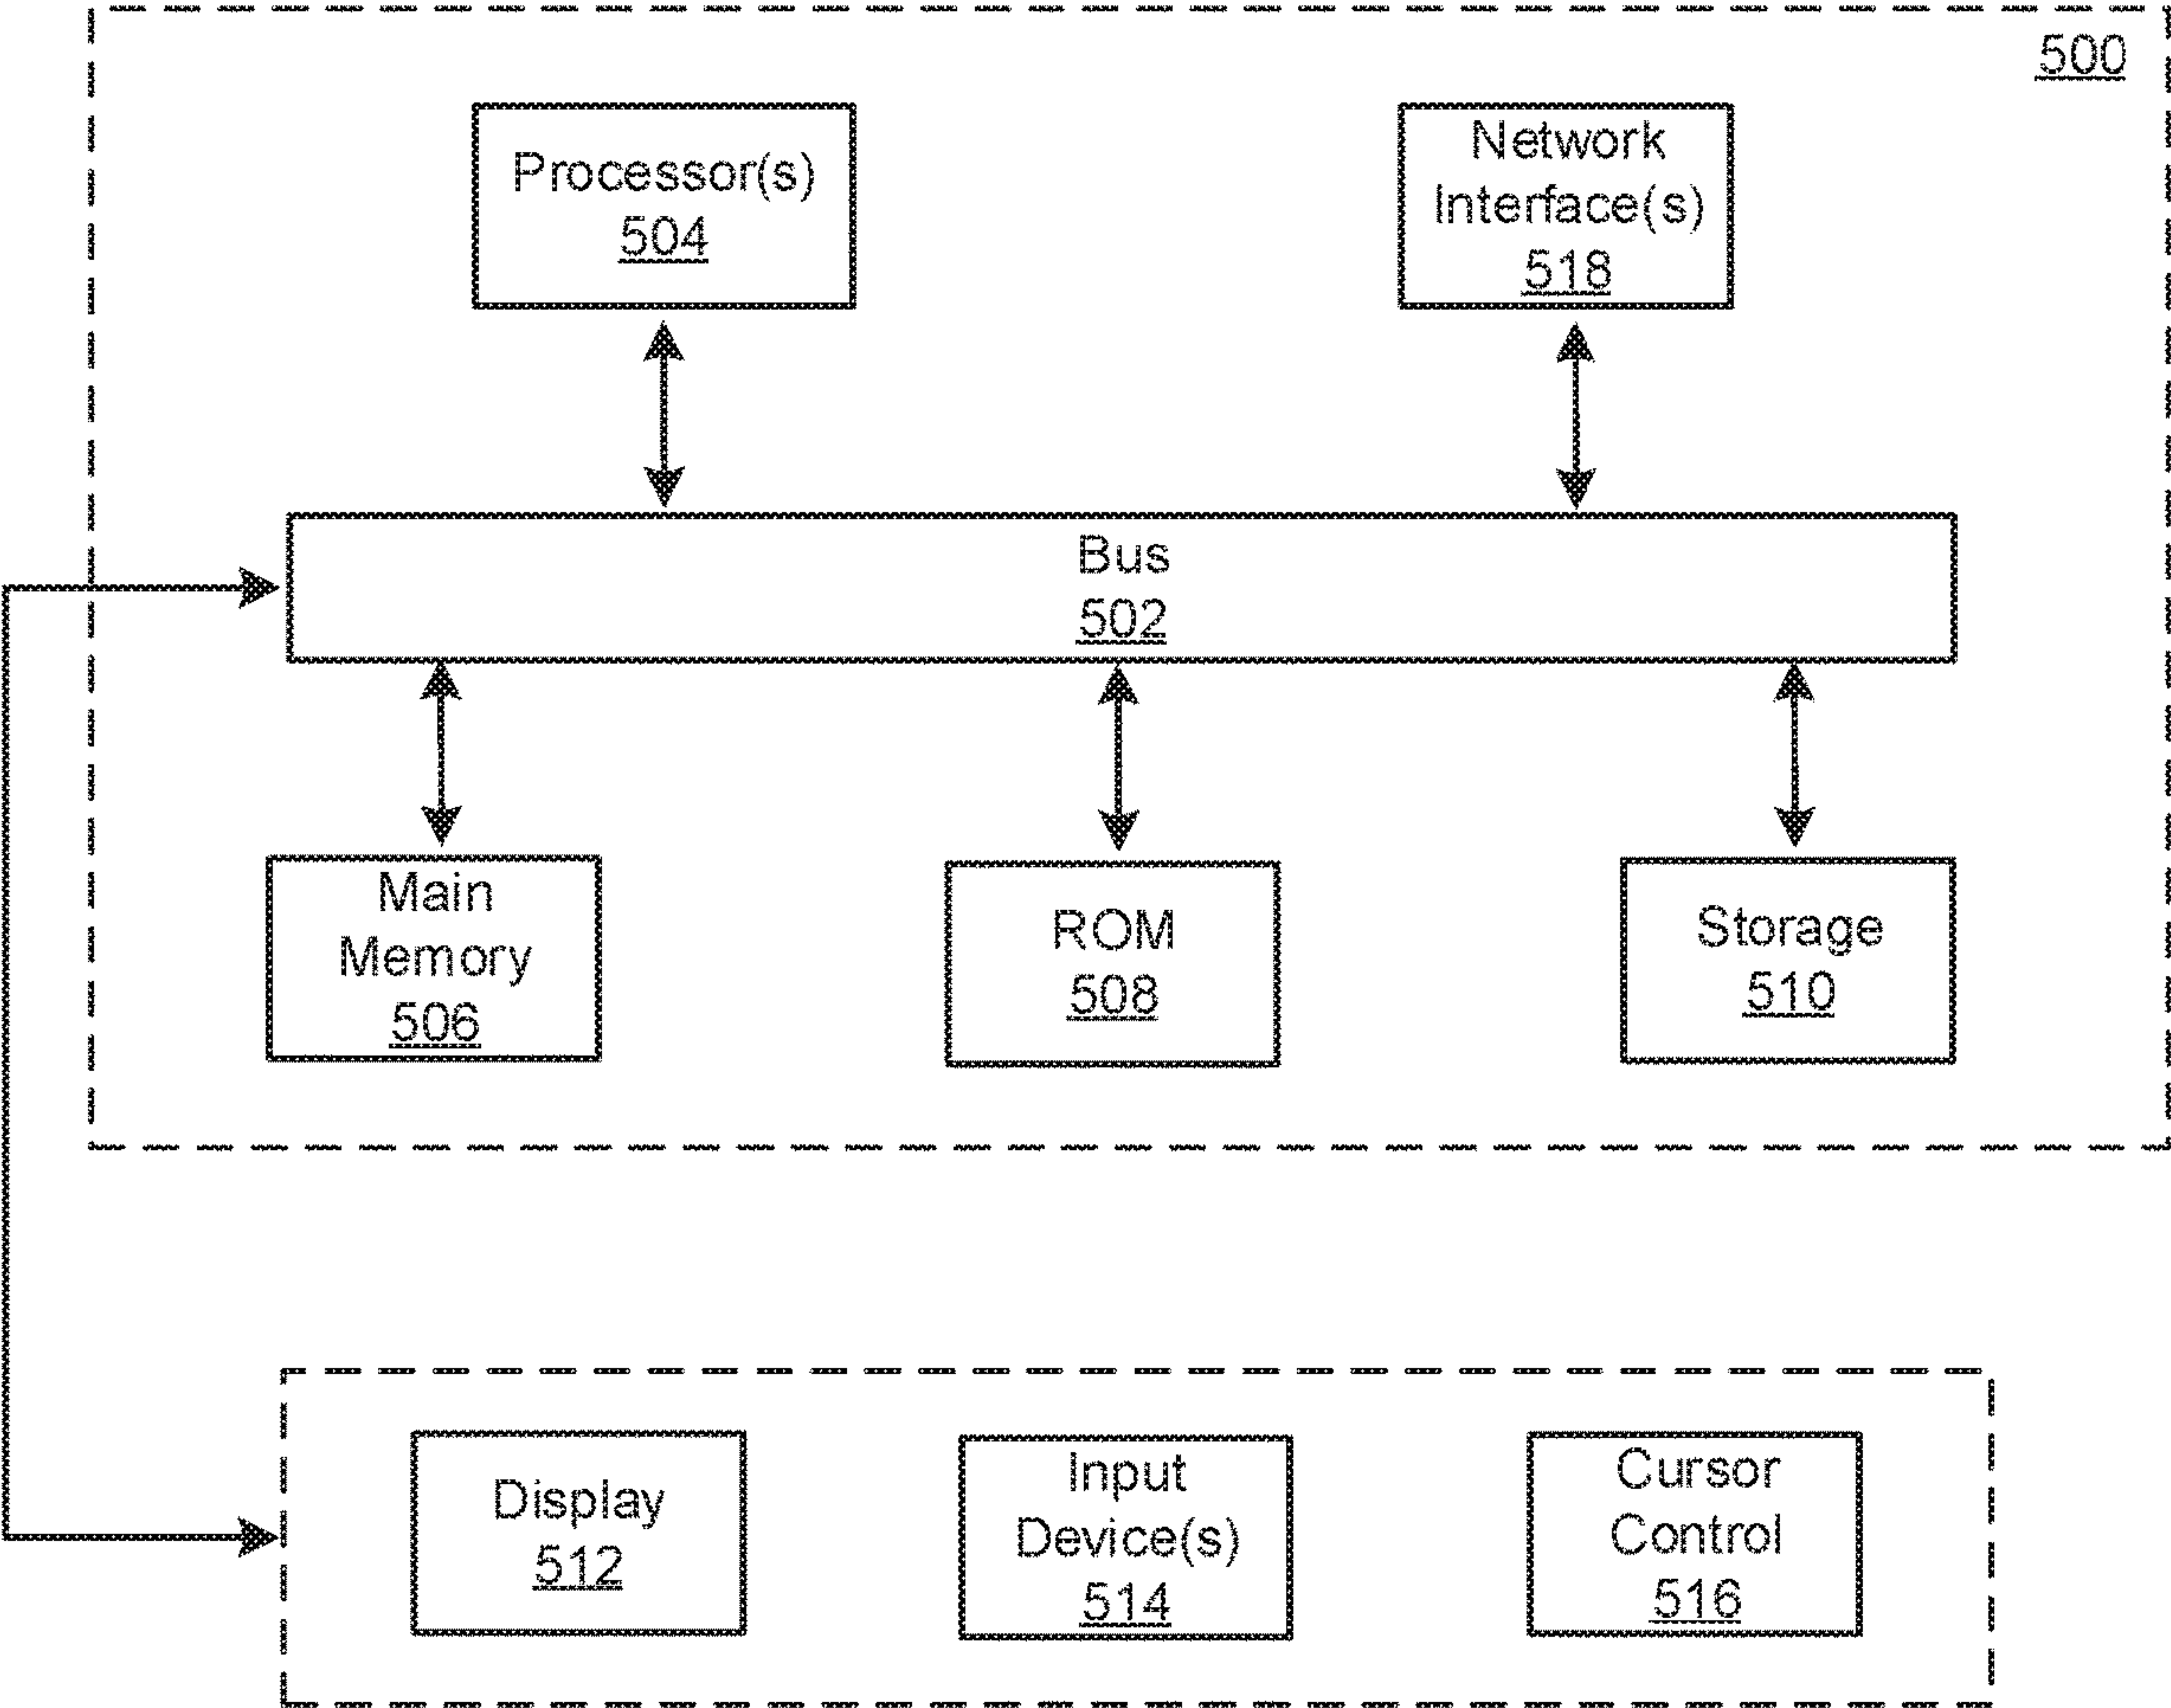 500
Processor(s)
504
Network
Interface(s)
518
Bus
502
Main
Memory
506
ROM
508
Storage
510
Display
512
Input
Device(s)
514
Cursor
Control
516